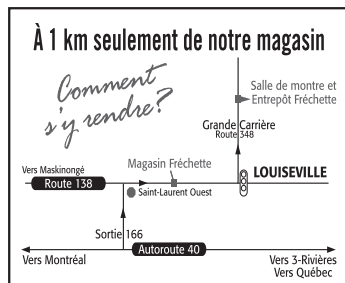 À 1 km seulement de notre magasin
Comment
s'y rendre?
Salle de montre et
Entrepôt Fréchette
Grande Carrière
Route 348
Magasin Fréchette
LOUISEVILLE
Vers Maskinongé
Route 138
Saint-Laurent Ouest
Sortie 166
Autoroute 40
Vers Montréal
Vers 3-Rivières
Vers Québec